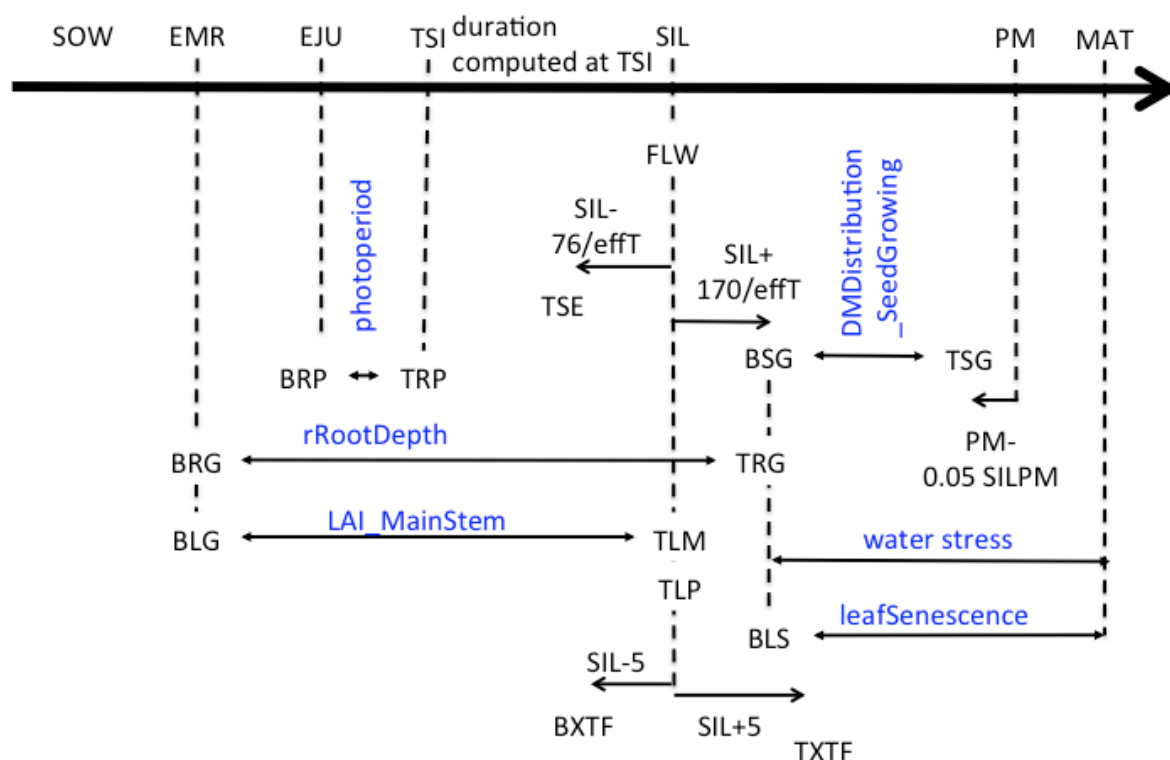 SOW EMR EJU TSI duration SIL PM MAT
computed at TSI
FLW
photoperiod
DMDistribution
_SeedGrowing
SIL-
76/effT
SIL+
170/effT
TSE
BSG TSG
BRP TRP
PM-
0.05 SILPM
rRootDepth
BRG TRG
LAI_MainStem
BLG TLM
water stress
TLP
leafSenescence
BLS
SIL-5
BXTF SIL+5
TXTF